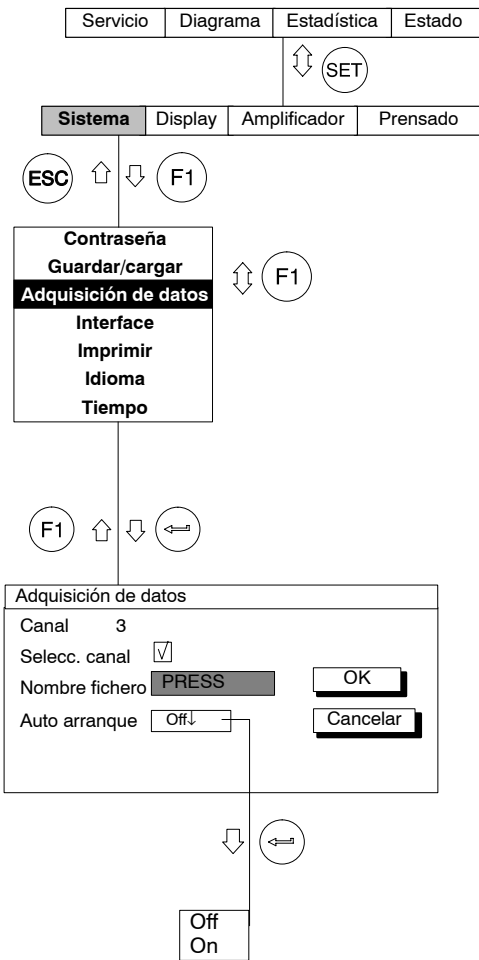 Servicio Diagrama Estadística Estado
SET
Sistema Display Amplificador Prensado
ESC F1
Contraseña
Guardar/cargar
Adquisición de datos
F1
Interface
Imprimir
Idioma
Tiempo
F1
Adquisición de datos
Canal 3
Selecc. canal
Nombre fichero PRESS OK
Auto arranque Off↓ Cancelar
Off
On